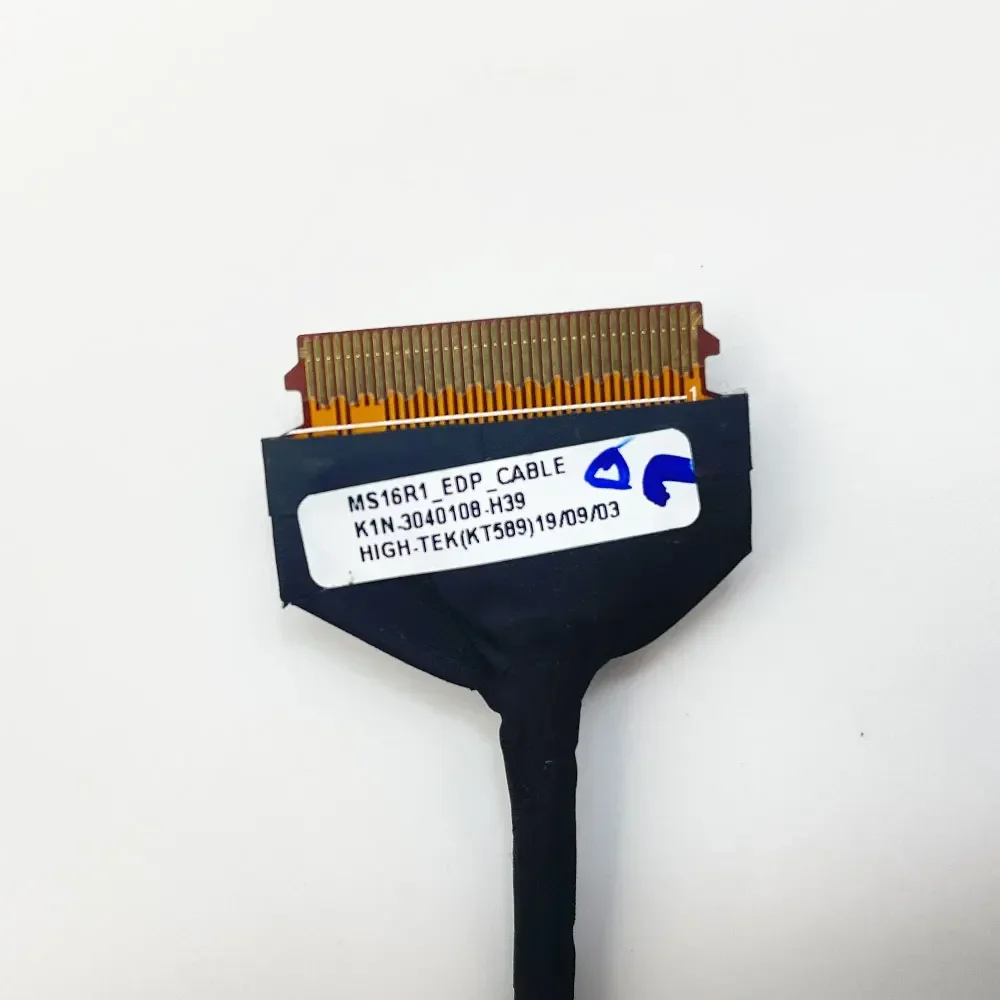 1
MS16R1_EDP_CABLE
K1N-3040108-H39
HIGH-TEK(KT589)19/09/03